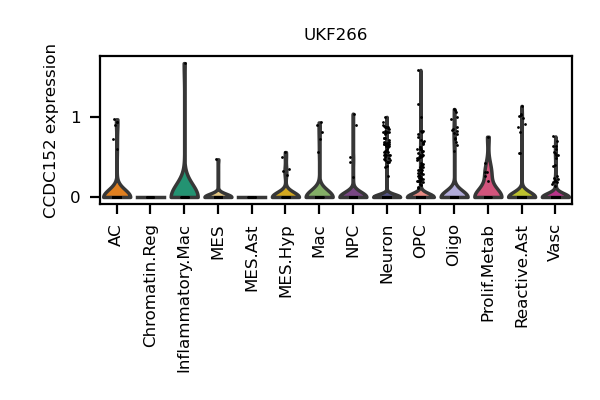 UKF266
CCDC152 expression
1
0
AC
Chromatin.Reg
Inflammatory.Mac
MES
MES.Ast
MES.Hyp
Mac
NPC
Neuron
OPC
Oligo
Prolif.Metab
Reactive.Ast
Vasc